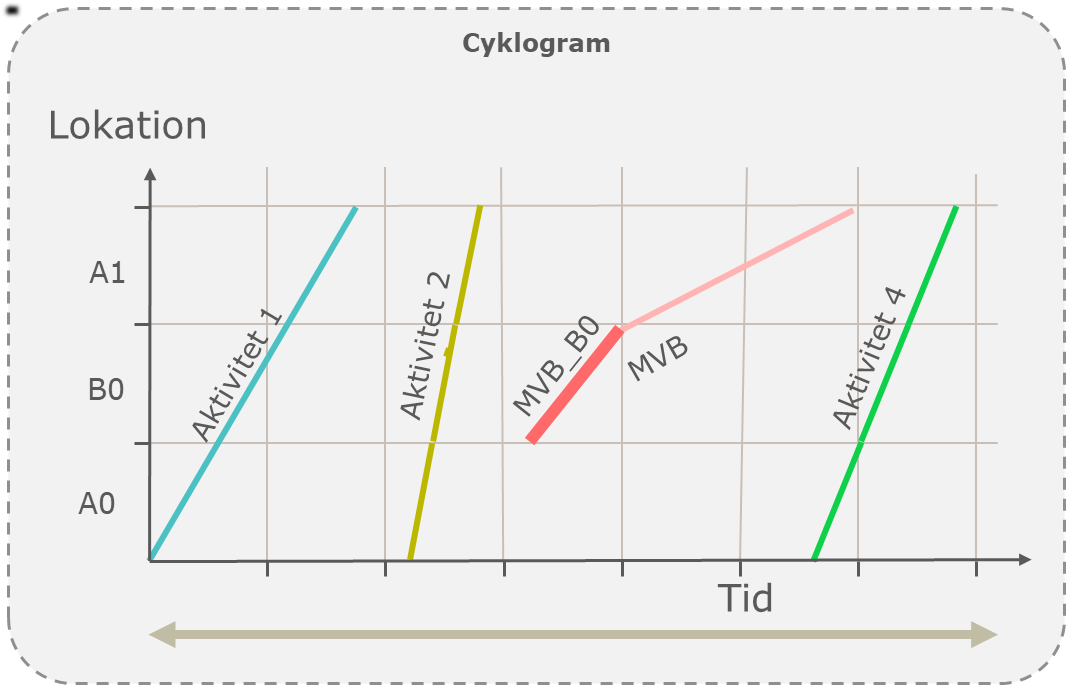 Cyklogram
Lokation
A1
B0
A0
Aktivitet 1
Aktivitet 2
MVB_B0
MVB
Aktivitet 4
Tid